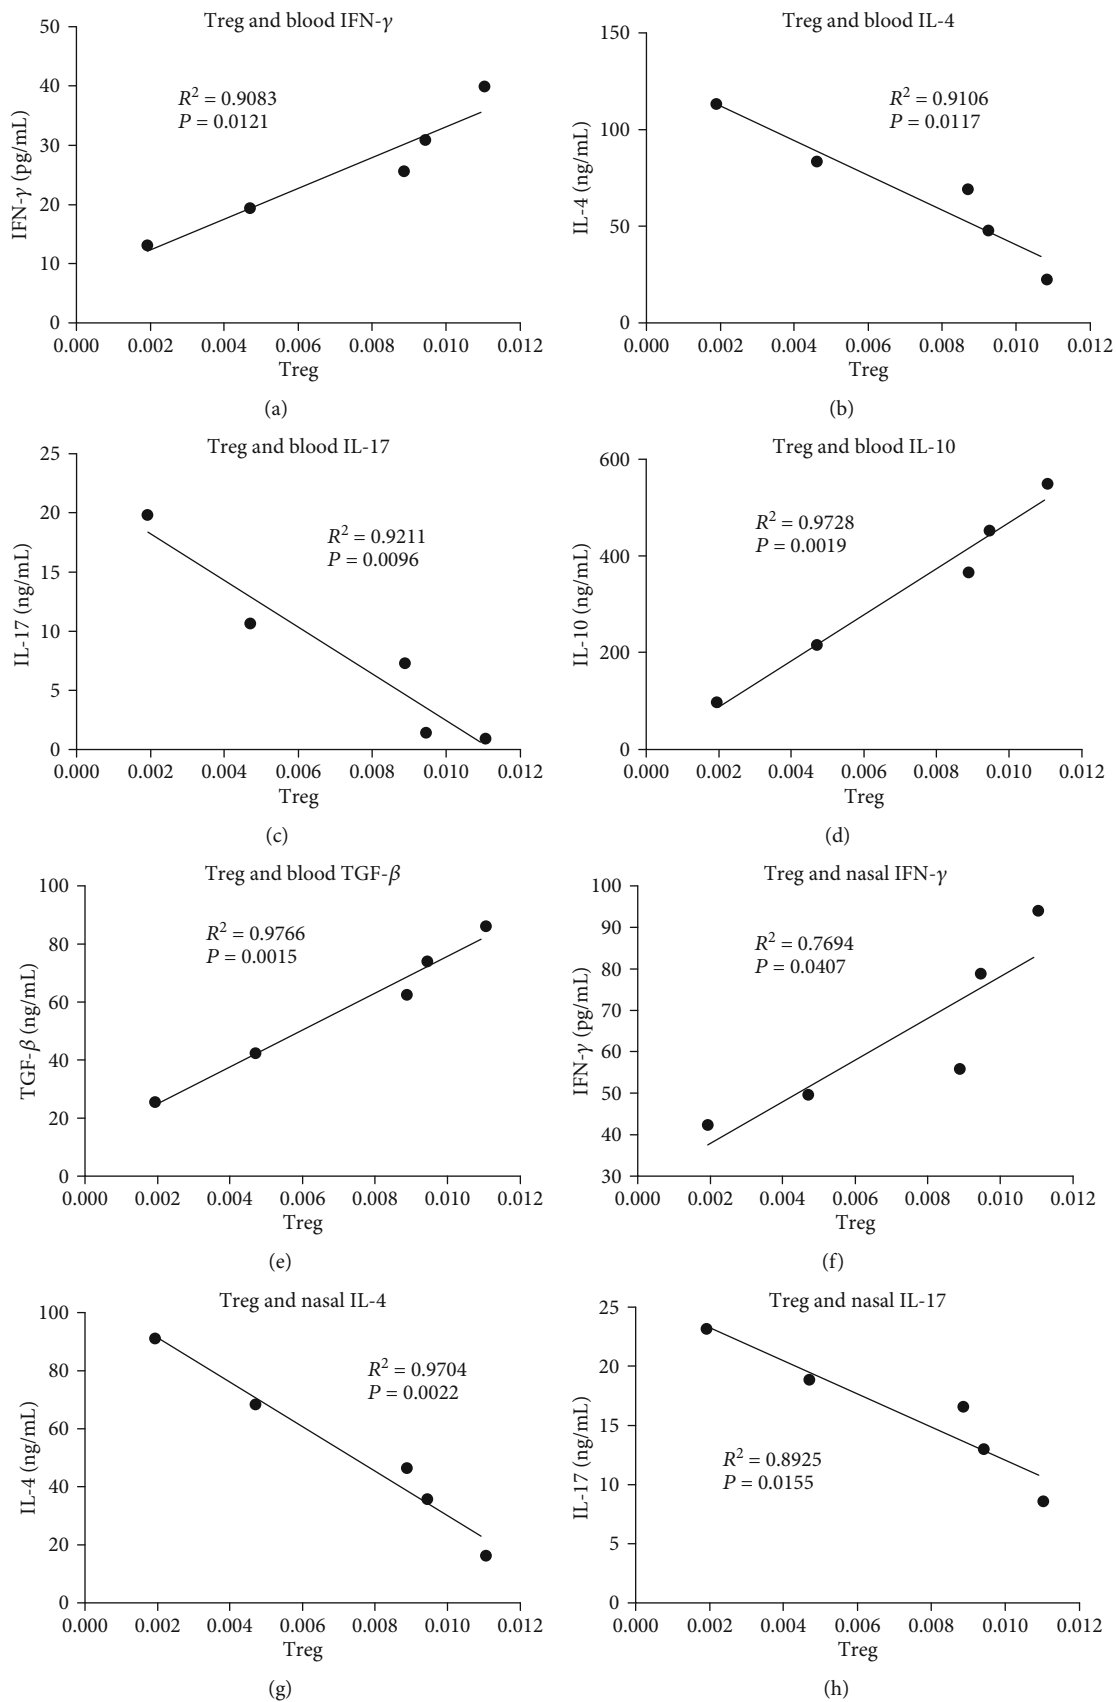 Treg and blood IFN-γ
IFN-γ (pg/mL)
50
40
30
20
10
0
R² = 0.9083
P = 0.0121
0.000 0.002 0.004 0.006 0.008 0.010 0.012
Treg
(a)
Treg and blood IL-4
IL-4 (ng/mL)
150
100
50
0
R² = 0.9106
P = 0.0117
0.000 0.002 0.004 0.006 0.008 0.010 0.012
Treg
(b)
Treg and blood IL-17
IL-17 (ng/mL)
25
20
15
10
5
0
R² = 0.9211
P = 0.0096
0.000 0.002 0.004 0.006 0.008 0.010 0.012
Treg
(c)
Treg and blood IL-10
IL-10 (ng/mL)
600
400
200
0
R² = 0.9728
P = 0.0019
0.000 0.002 0.004 0.006 0.008 0.010 0.012
Treg
(d)
Treg and blood TGF-β
TGF-β (ng/mL)
100
80
60
40
20
0
R² = 0.9766
P = 0.0015
0.000 0.002 0.004 0.006 0.008 0.010 0.012
Treg
(e)
Treg and nasal IFN-γ
IFN-γ (pg/mL)
100
90
80
70
60
50
40
30
R² = 0.7694
P = 0.0407
0.000 0.002 0.004 0.006 0.008 0.010 0.012
Treg
(f)
Treg and nasal IL-4
IL-4 (ng/mL)
100
80
60
40
20
0
R² = 0.9704
P = 0.0022
0.000 0.002 0.004 0.006 0.008 0.010 0.012
Treg
(g)
Treg and nasal IL-17
IL-17 (ng/mL)
25
20
15
10
5
0
R² = 0.8925
P = 0.0155
0.000 0.002 0.004 0.006 0.008 0.010 0.012
Treg
(h)